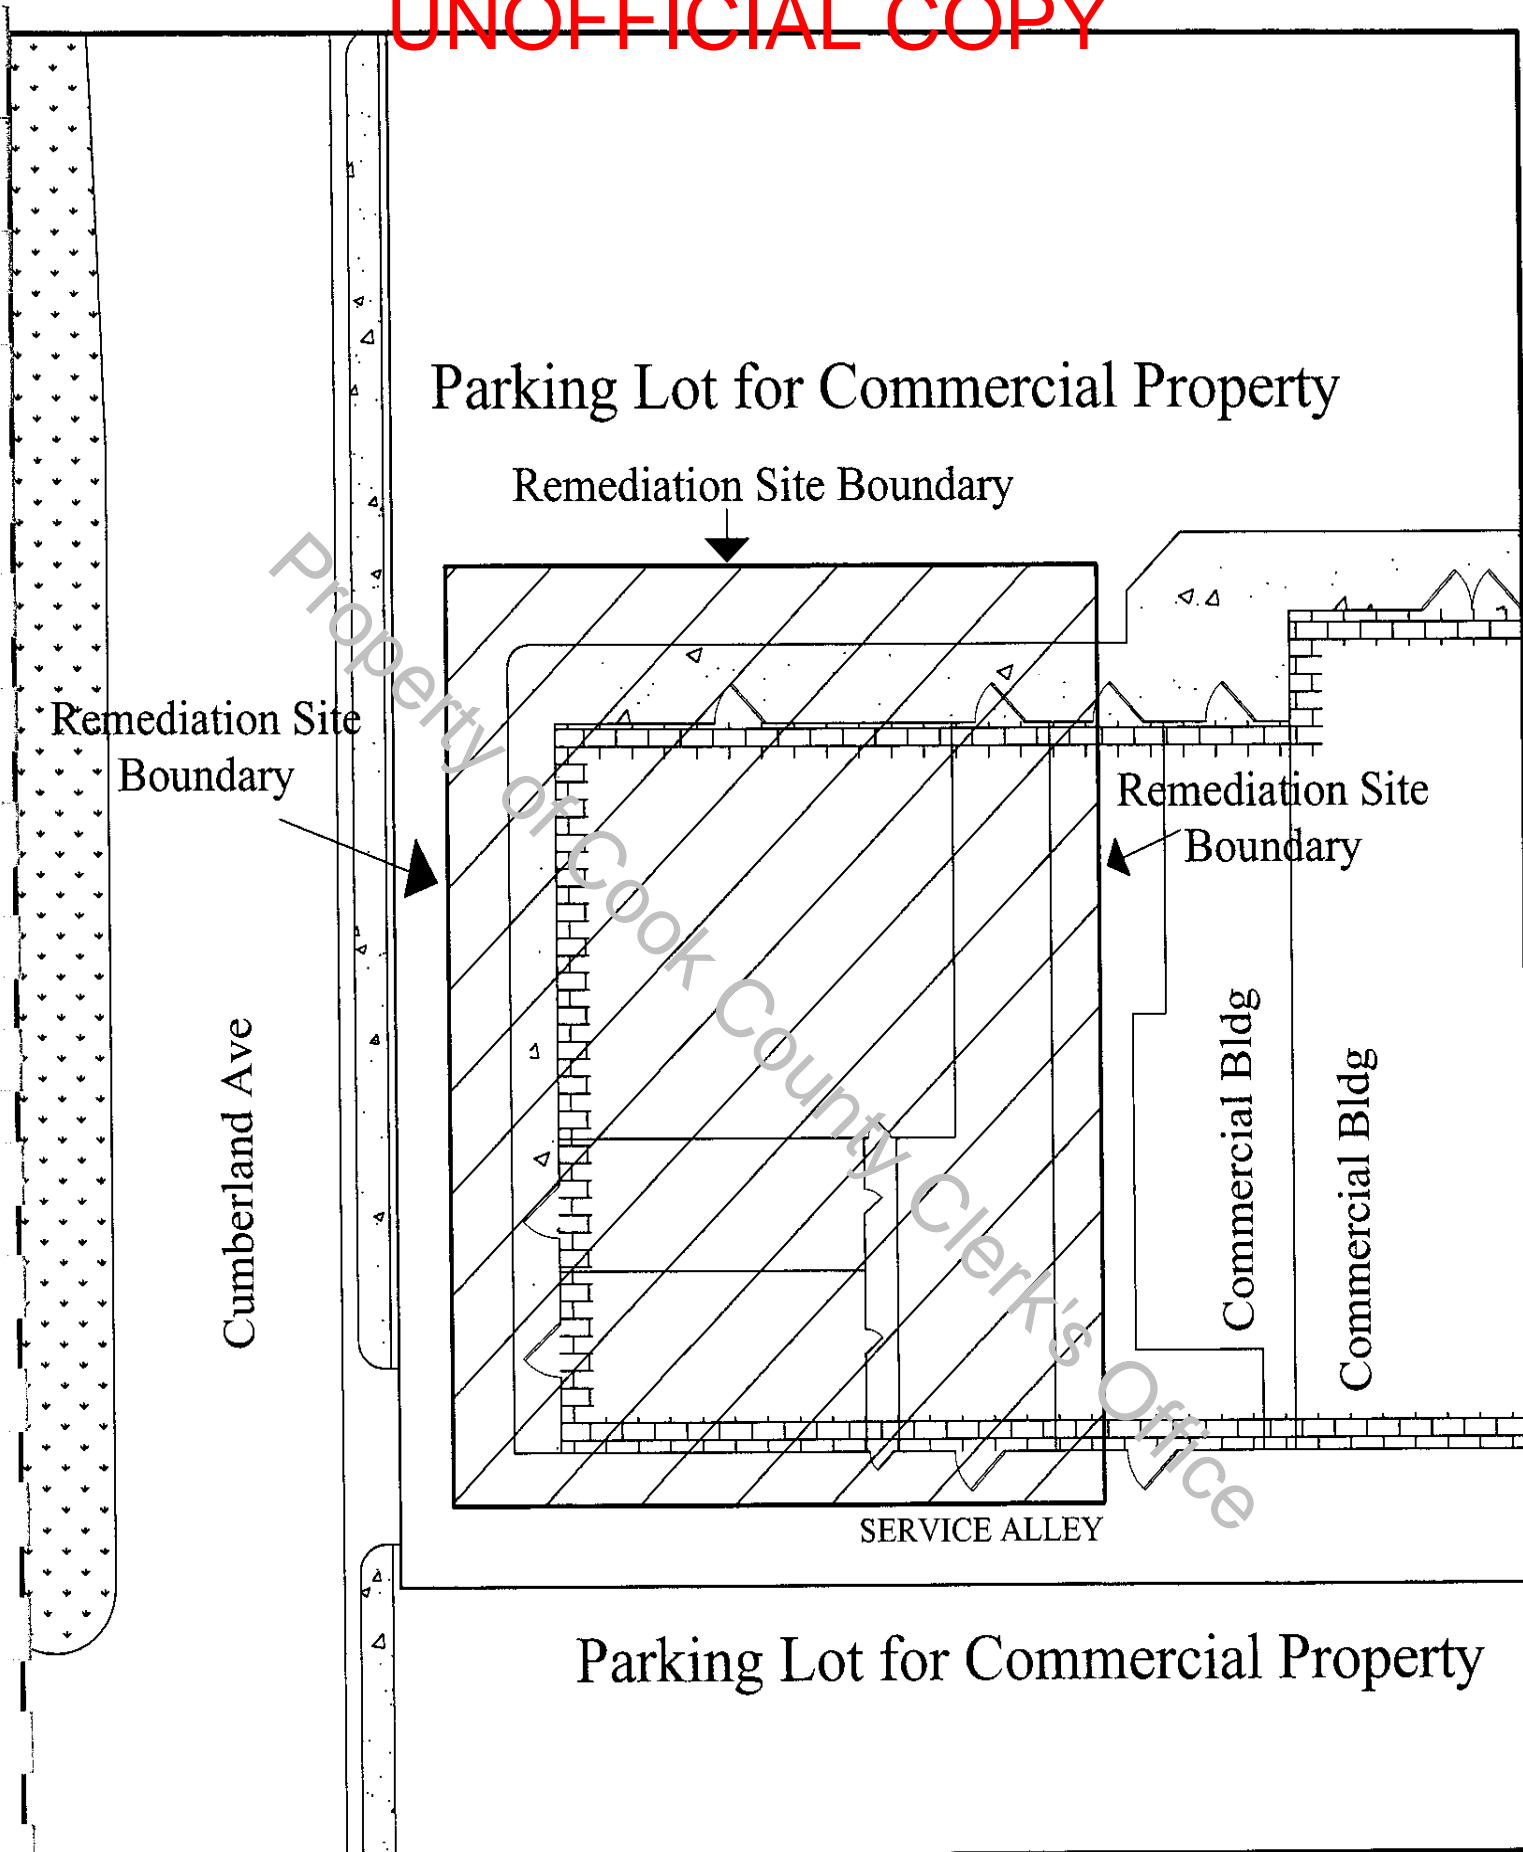 UNOFFICIAL COPY
Parking Lot for Commercial Property
Remediation Site Boundary
Remediation Site
Boundary
Remediation Site
Boundary
Property of Cook County Clerk's Office
Cumberland Ave
Commercial Bldg
Commercial Bldg
SERVICE ALLEY
Parking Lot for Commercial Property